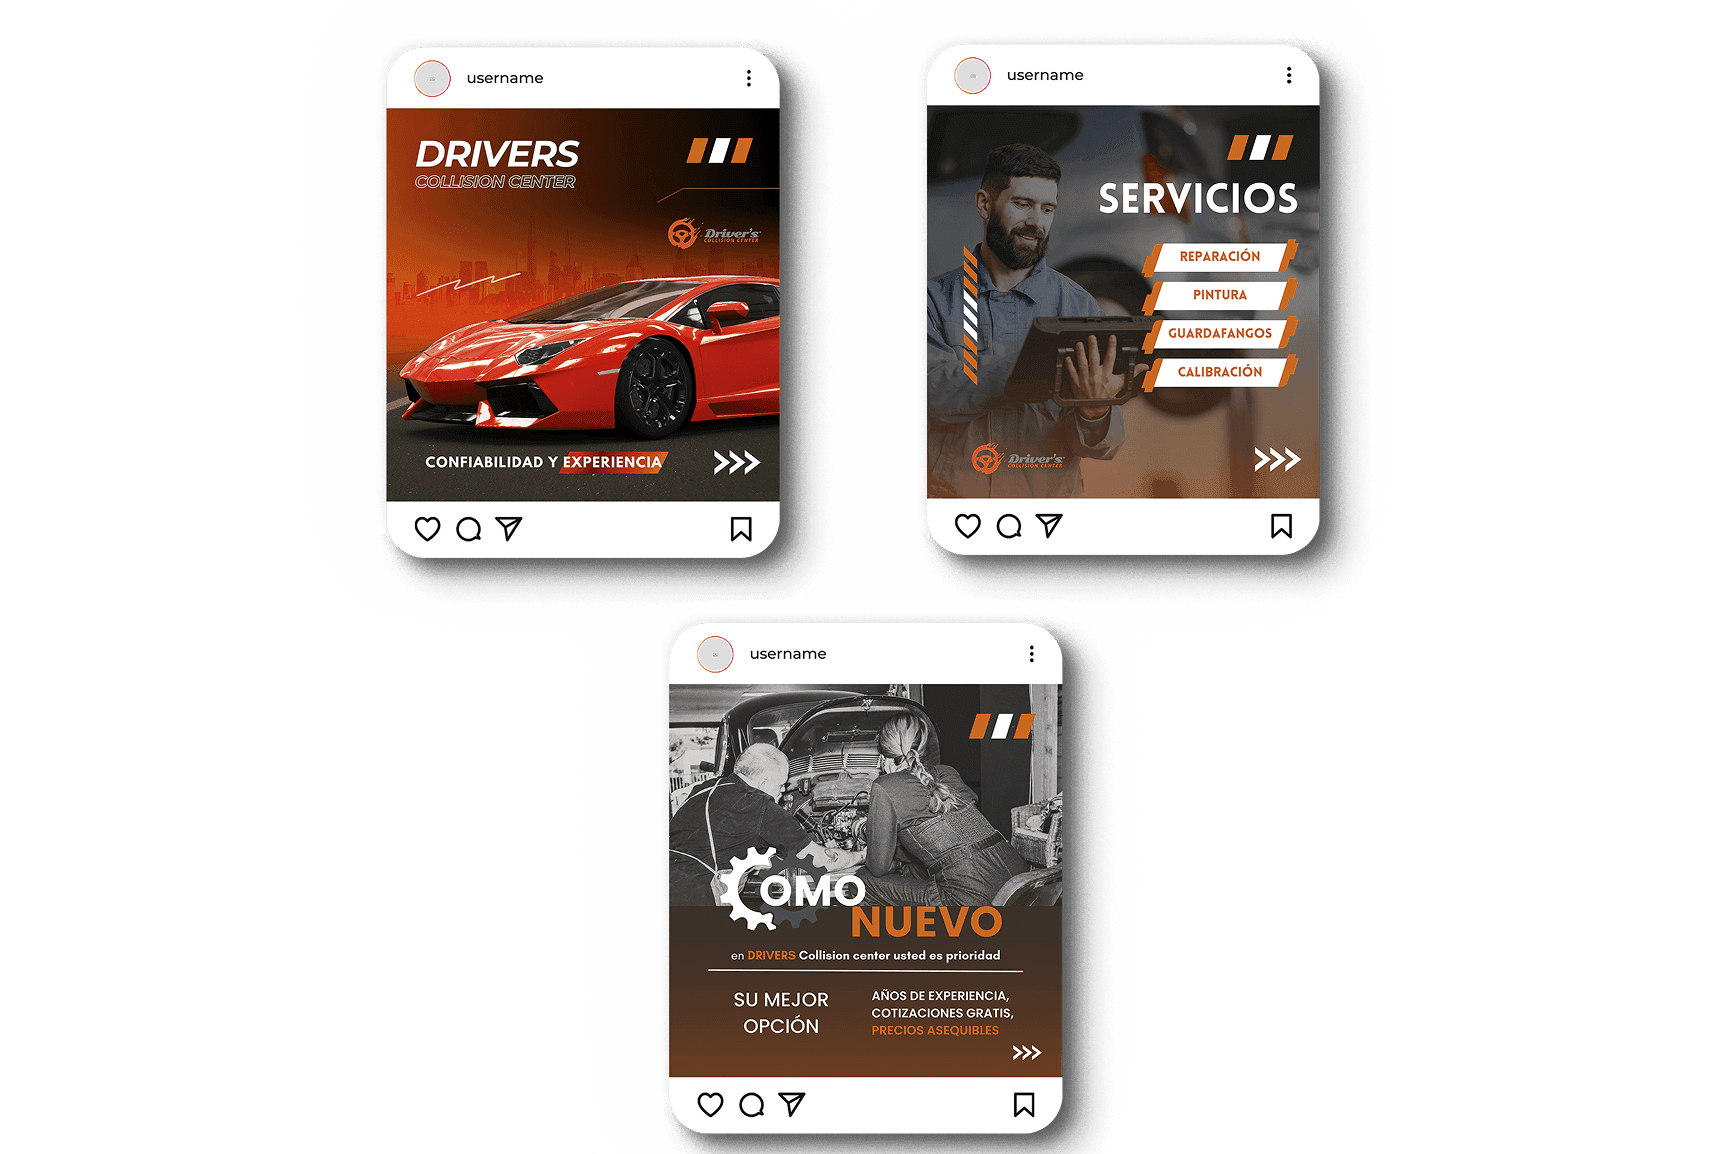 username
DRIVERS
COLLISION CENTER
Driver's
COLLISION CENTER
CONFIABILIDAD Y EXPERIENCIA
username
SERVICIOS
REPARACIÓN
PINTURA
GUARDAFANGOS
CALIBRACIÓN
Driver's
COLLISION CENTER
username
COMO
NUEVO
en DRIVERS Collision center usted es prioridad
SU MEJOR
OPCIÓN
AÑOS DE EXPERIENCIA,
COTIZACIONES GRATIS,
PRECIOS ASEQUIBLES